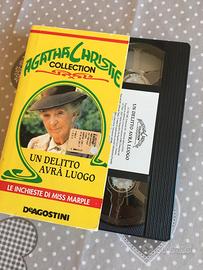 AGATHA CHRISTIE
COLLECTION
UN DELITTO
AVRÀ LUOGO
LE INCHIESTE DI MISS MARPLE
DEAGOSTINI
UN DELITTO AVRÀ LUOGO